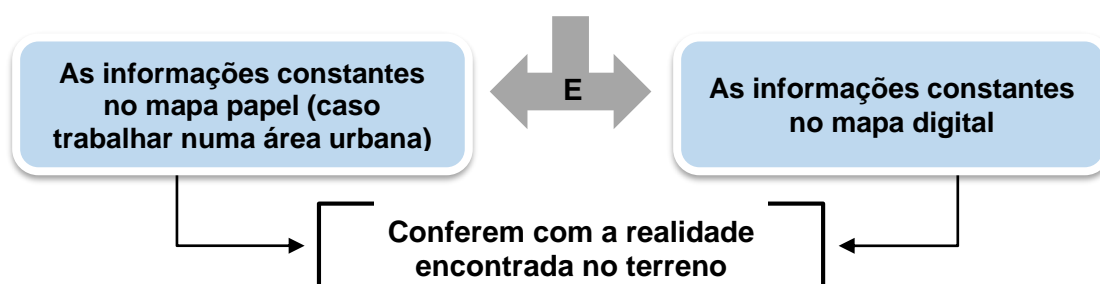 As informações constantes
no mapa papel (caso
trabalhar numa área urbana)
E
As informações constantes
no mapa digital
Conferem com a realidade
encontrada no terreno